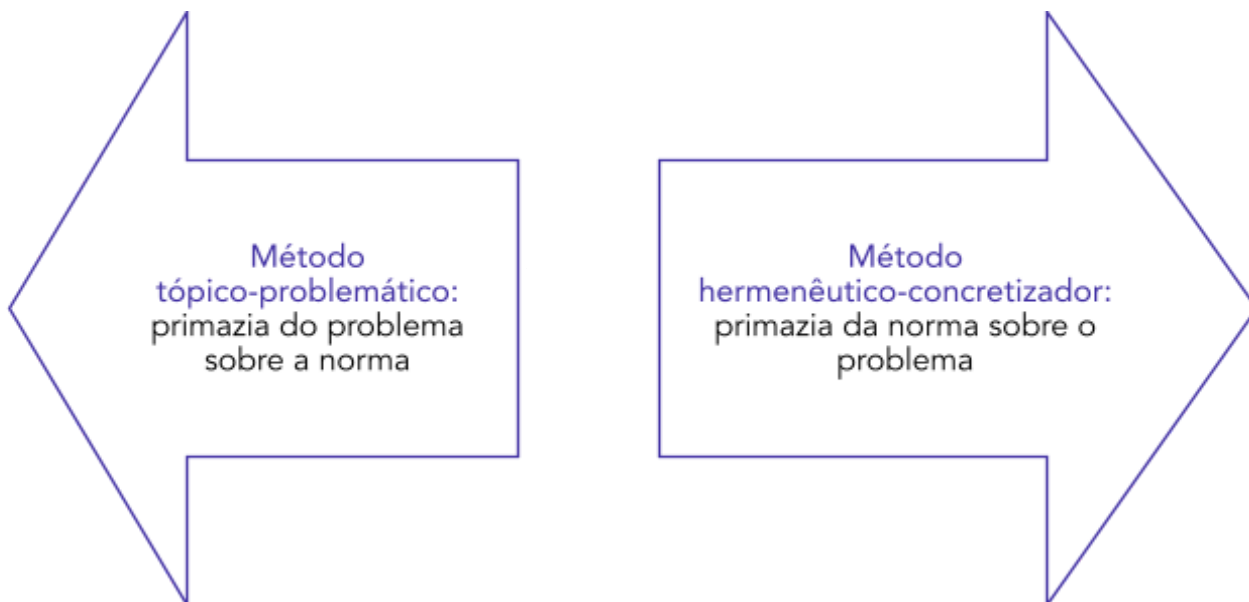 Método
tópico-problemático:
primazia do problema
sobre a norma
Método
hermenêutico-concretizador:
primazia da norma sobre o
problema